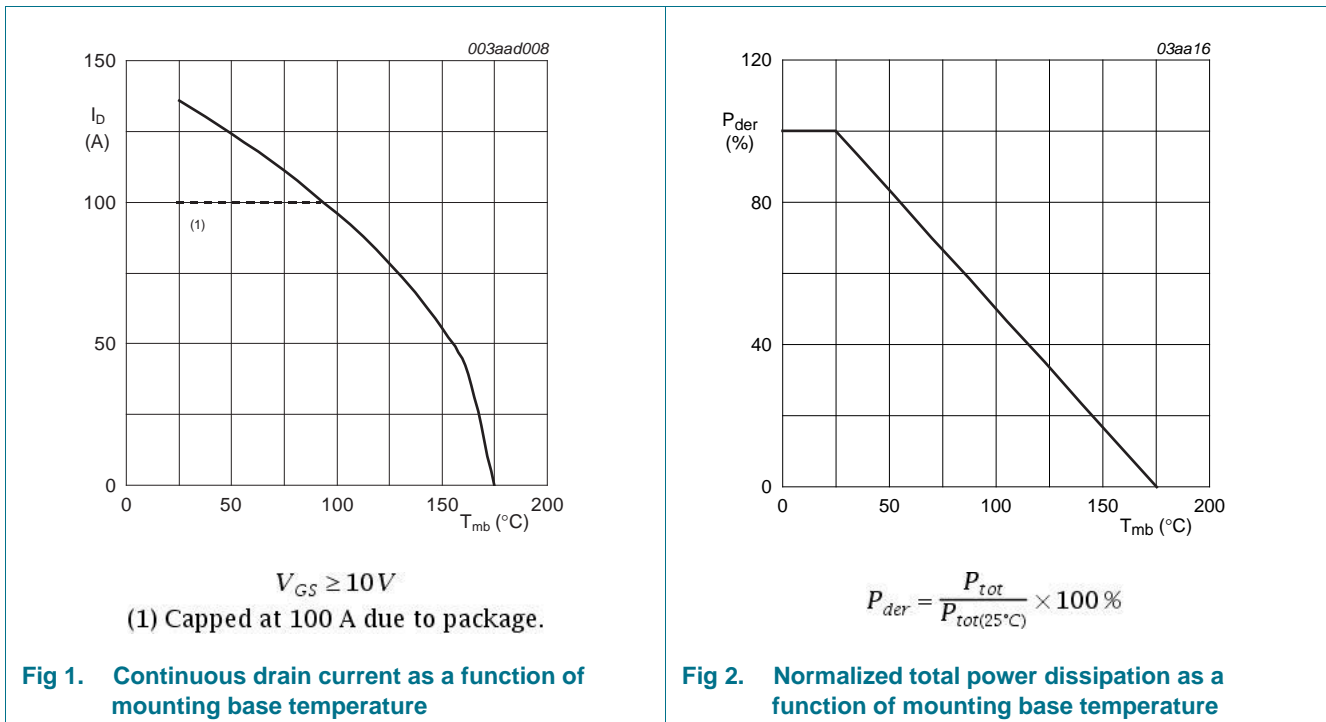 003aad008
150
I_D
(A)
100
(1)
50
0
0 50 100 150 200
T_mb (°C)
V_GS ≥ 10 V
(1) Capped at 100 A due to package.
Fig 1. Continuous drain current as a function of
mounting base temperature
03aa16
120
P_der
(%)
80
40
0
0 50 100 150 200
T_mb (°C)
P_der = P_tot / P_tot(25°C) × 100 %
Fig 2. Normalized total power dissipation as a
function of mounting base temperature